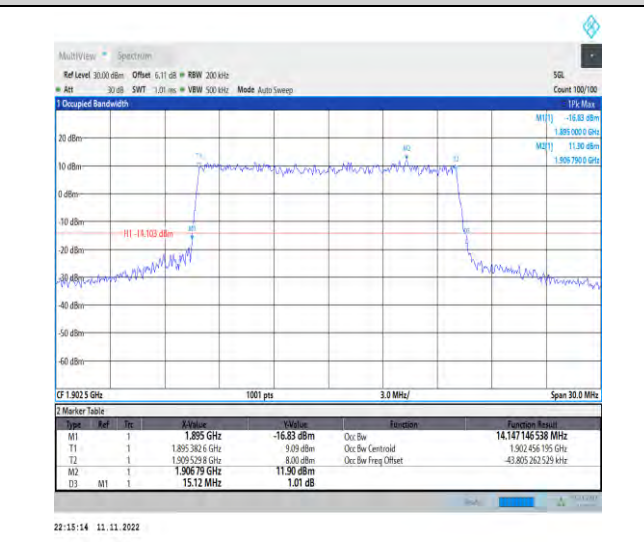 MultiView Spectrum
Ref Level 30.00 dBm Offset 6.11 dB RBW 200 kHz SGL
Att 30 dB SWT 1.01 ms VBW 500 kHz Mode Auto Sweep Count 100/100
1 Occupied Bandwidth 1Pk Max
M1[1] -16.83 dBm
1.895 000 0 GHz
M2[1] 11.90 dBm
1.906 790 0 GHz
20 dBm
M2
T1
T2
10 dBm
0 dBm
-10 dBm
H1 -14.103 dBm
-20 dBm
-30 dBm
-40 dBm
-50 dBm
-60 dBm
CF 1.902 5 GHz 1001 pts 3.0 MHz/ Span 30.0 MHz
2 Marker Table
Type Ref Trc X-Value Y-Value Function Function Result
M1 1 1.895 GHz -16.83 dBm Occ Bw 14.147 146 538 MHz
T1 1 1.895 382 6 GHz 9.09 dBm Occ Bw Centroid 1.902 456 195 GHz
T2 1 1.909 529 8 GHz 8.00 dBm Occ Bw Freq Offset -43.805 262 529 kHz
M2 1 1.906 79 GHz 11.90 dBm
D3 M1 1 15.12 MHz 1.01 dB
22:15:14 11.11.2022